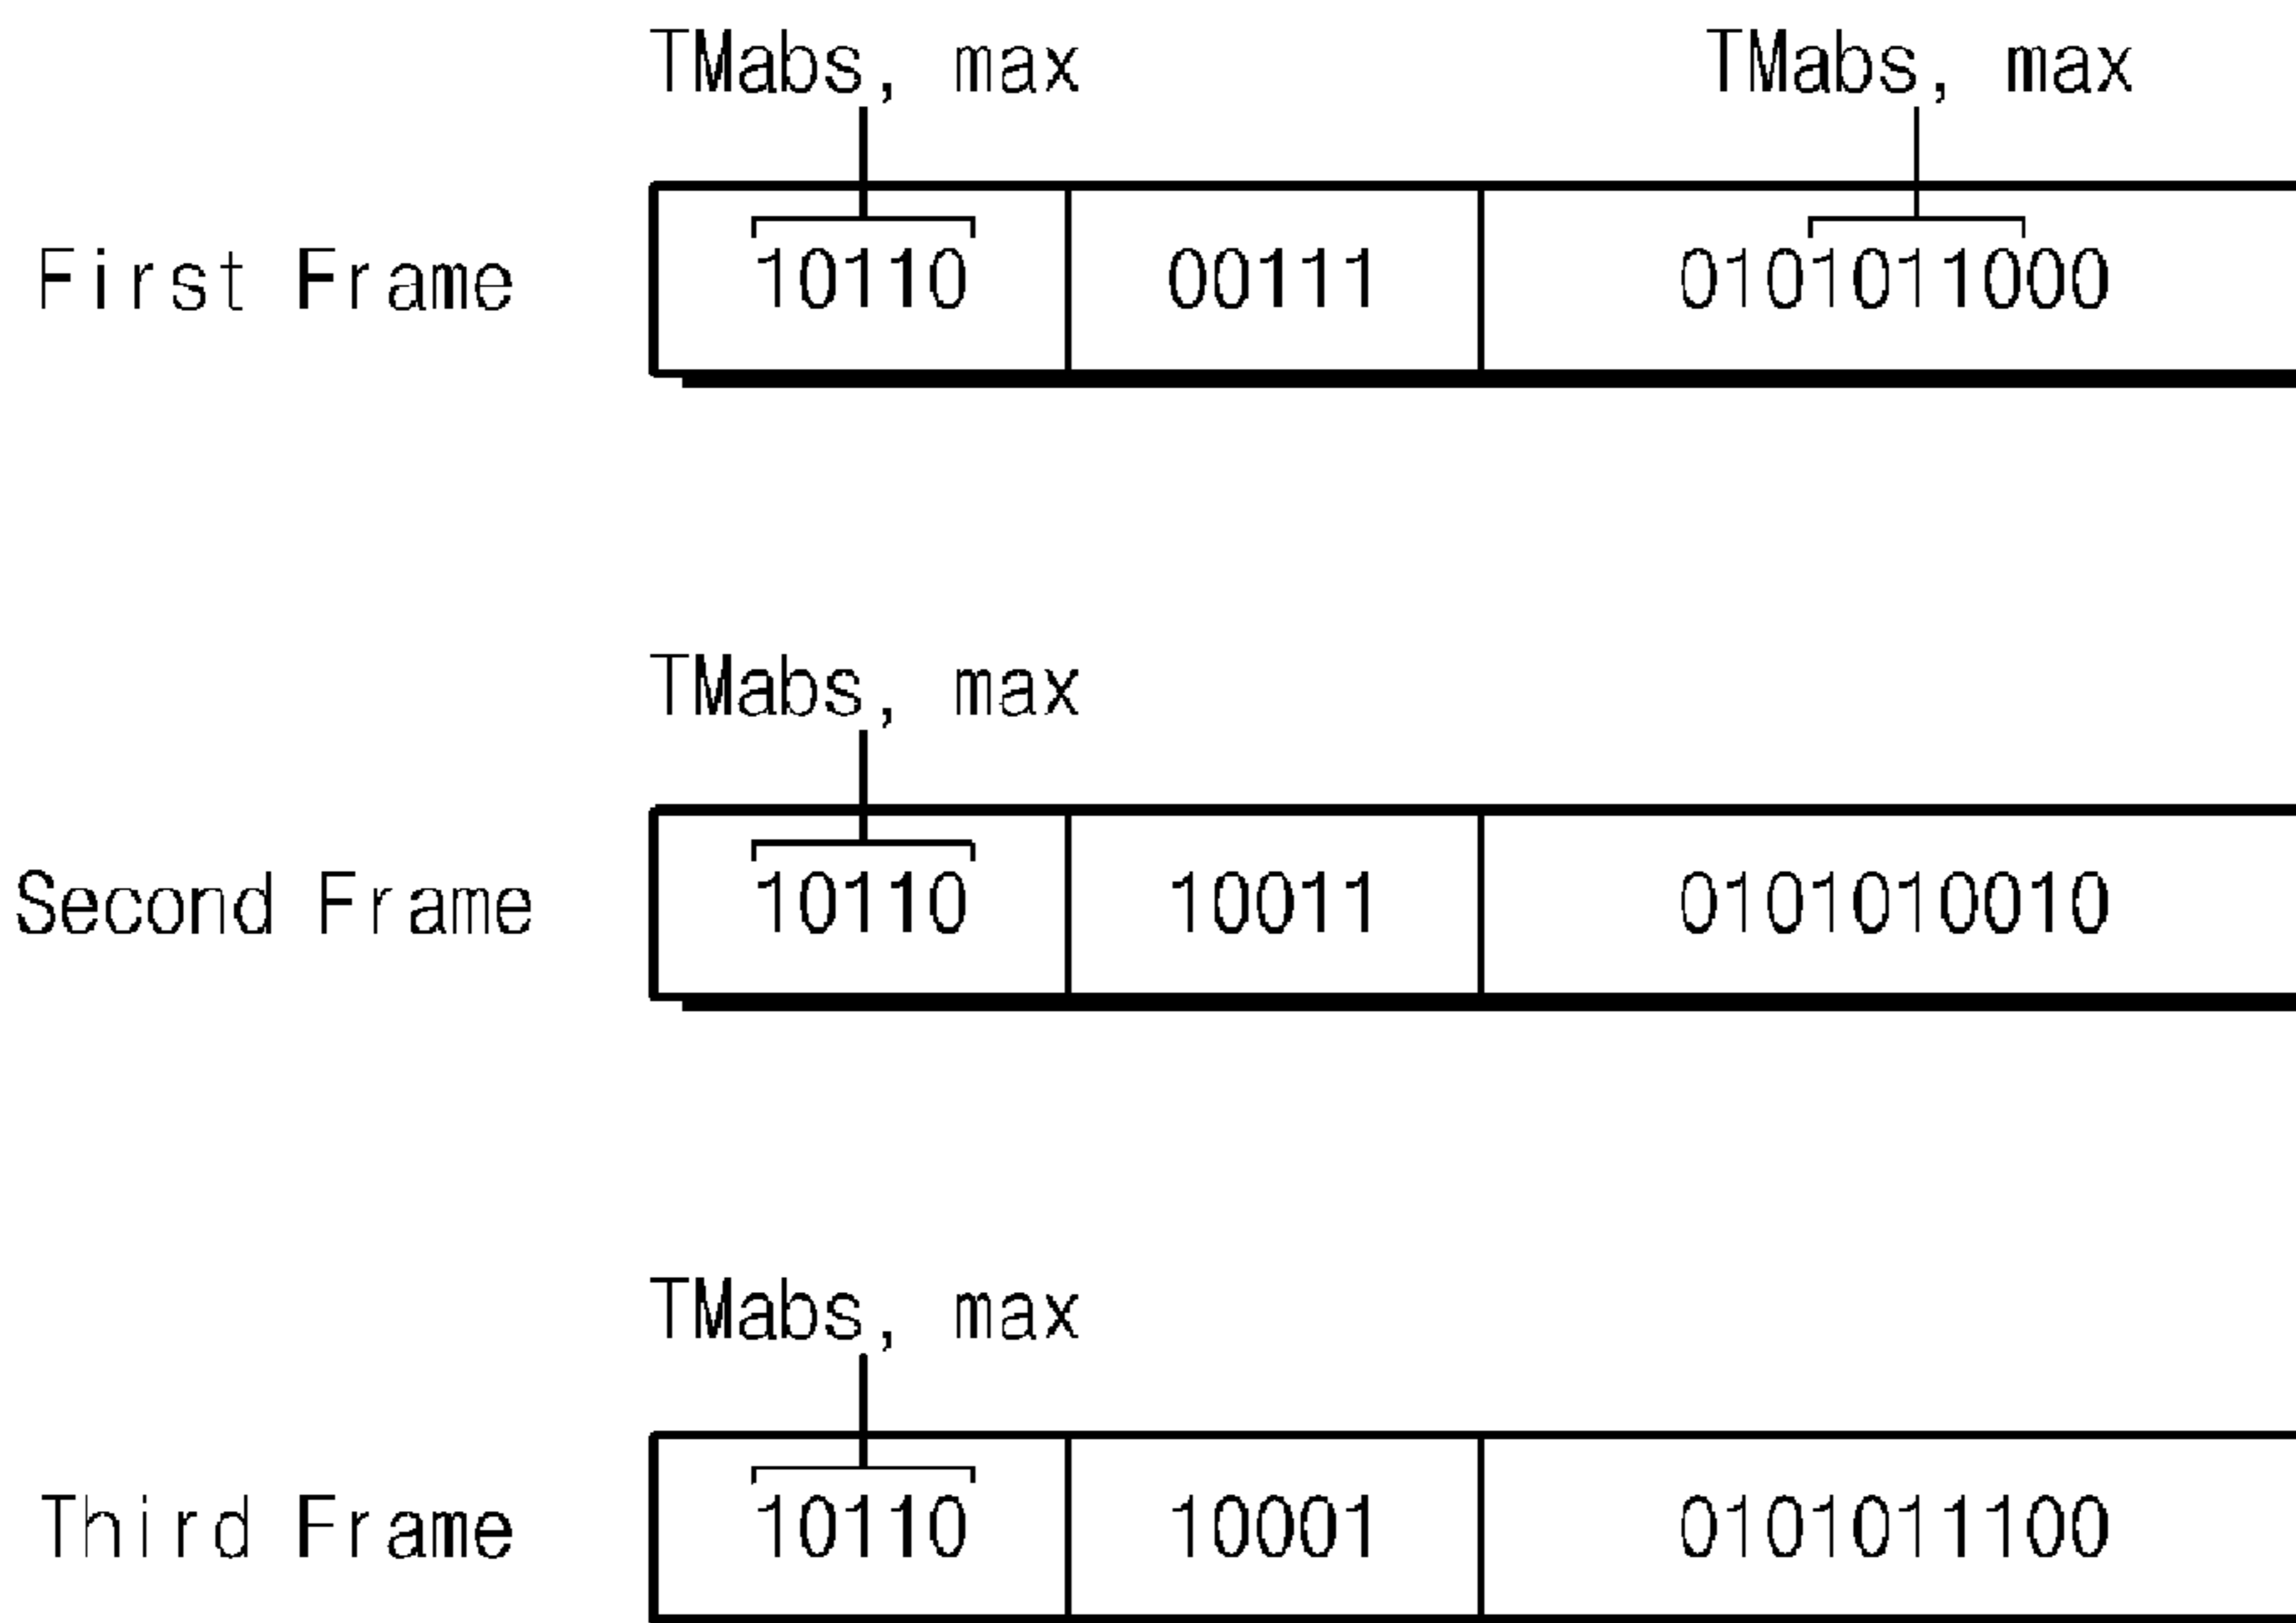 TMabs, max TMabs, max
First Frame 10110 00111 0101011000
TMabs, max
Second Frame 10110 10011 0101010010
TMabs, max
Third Frame 10110 10001 0101011100